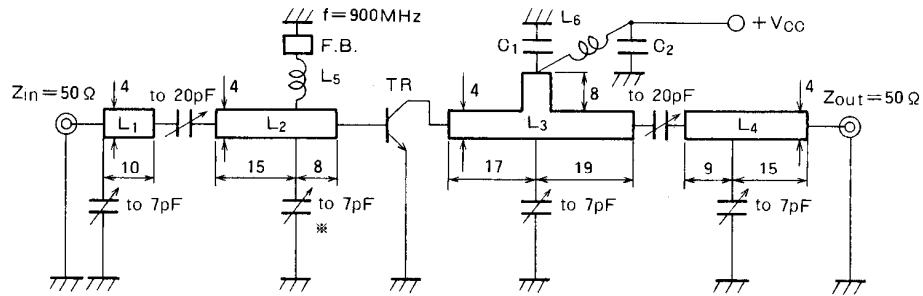 f=900MHz
F.B.
L5
L6
+VCC
C1
C2
Zin=50Ω
4
to 20pF
4
TR
4
8
to 20pF
4
Zout=50Ω
L1
L2
L3
L4
10
15
8
17
19
9
15
to 7pF
to 7pF
※
to 7pF
to 7pF